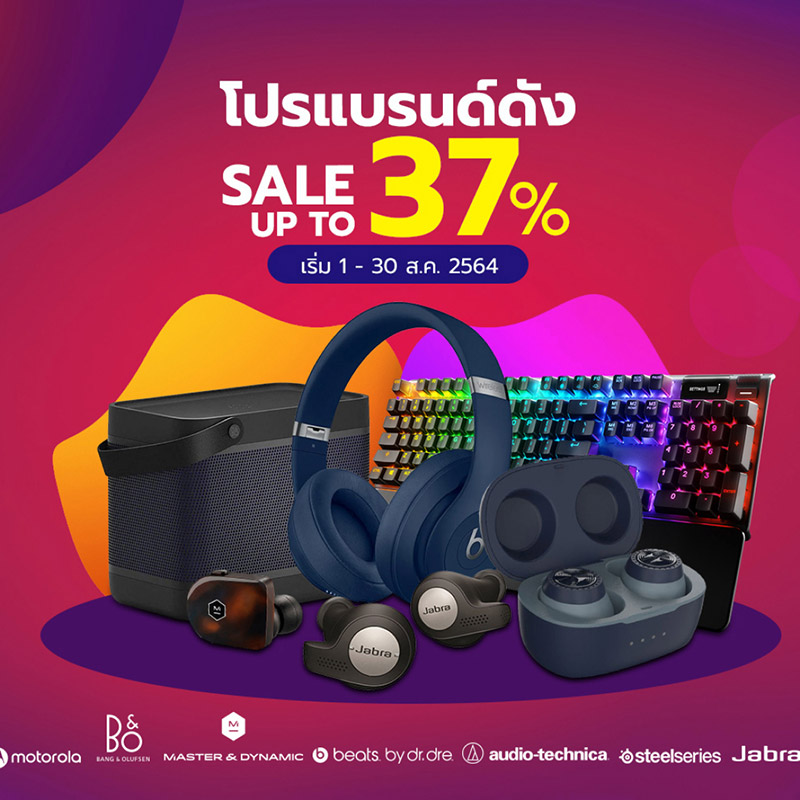 โปรแบรนด์ดัง
SALE
UP TO
37%
เริ่ม 1 - 30 ส.ค. 2564
SETTINGS
M
Jabra
Jabra
b
motorola
B&O
BANG & OLUFSEN
M
MASTER & DYNAMIC
beats by dr. dre
audio-technica
steelseries
Jabra